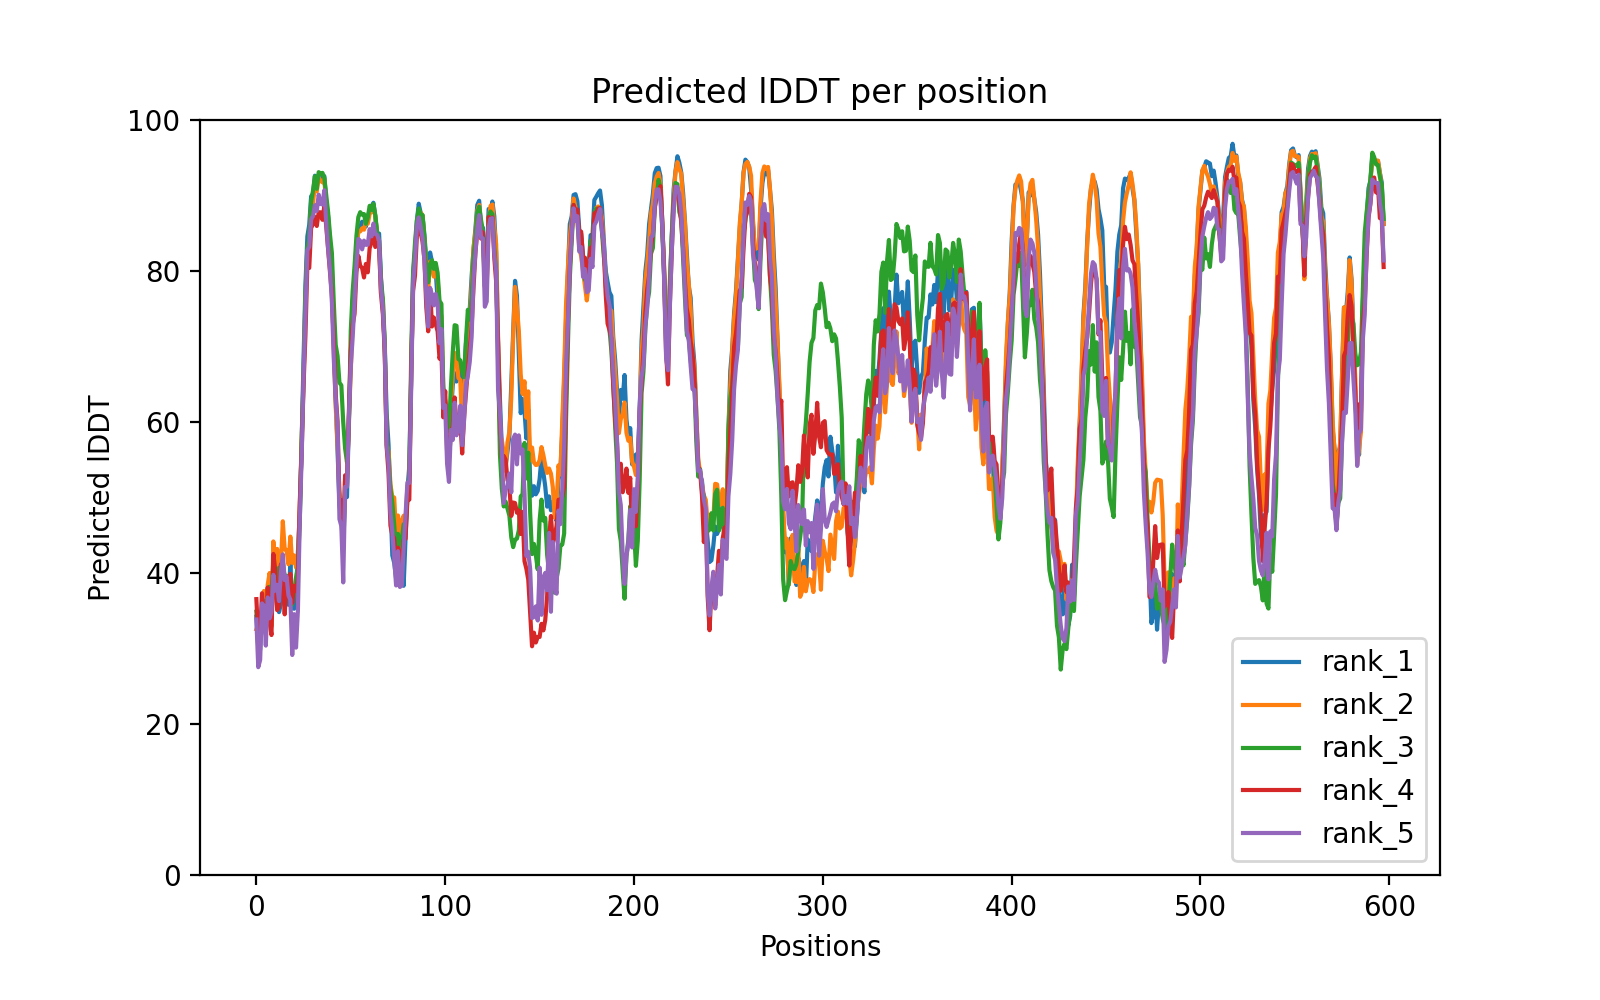 Predicted lDDT per position
Predicted lDDT
100
80
60
40
20
0
0 100 200 300 400 500 600
Positions
rank_1
rank_2
rank_3
rank_4
rank_5